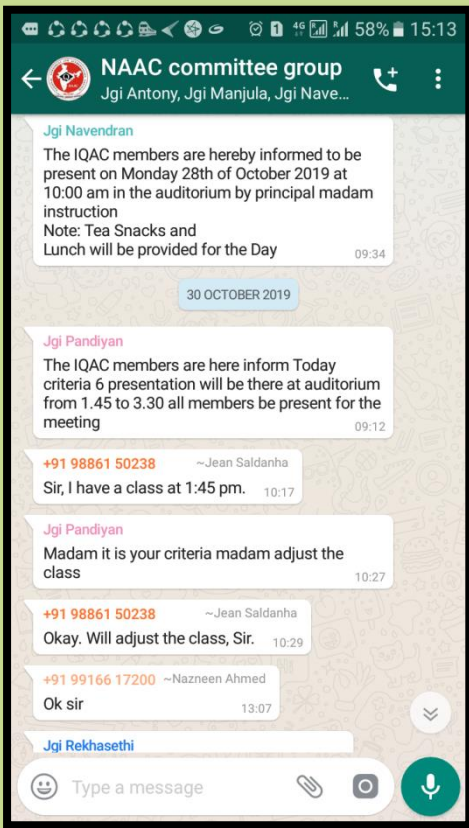 4G 58% 15:13
NAAC committee group
Jgi Antony, Jgi Manjula, Jgi Nave...
Jgi Navendran
The IQAC members are hereby informed to be
present on Monday 28th of October 2019 at
10:00 am in the auditorium by principal madam
instruction
Note: Tea Snacks and
Lunch will be provided for the Day 09:34
30 OCTOBER 2019
Jgi Pandiyan
The IQAC members are here inform Today
criteria 6 presentation will be there at auditorium
from 1.45 to 3.30 all members be present for the
meeting 09:12
+91 98861 50238 ~Jean Saldanha
Sir, I have a class at 1:45 pm. 10:17
Jgi Pandiyan
Madam it is your criteria madam adjust the
class 10:27
+91 98861 50238 ~Jean Saldanha
Okay. Will adjust the class, Sir. 10:29
+91 99166 17200 ~Nazneen Ahmed
Ok sir 13:07
Jgi Rekhasethi
Type a message